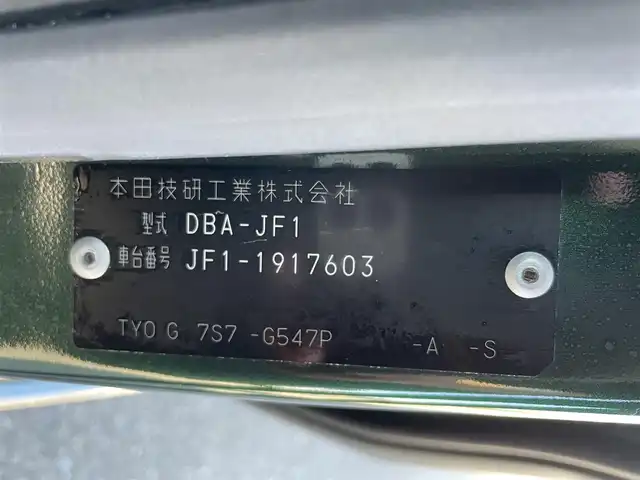 本田技研工業株式会社
型式 DBA-JF1
車台番号 JF1-1917603
TYO G 7S7 -G547P -A -S